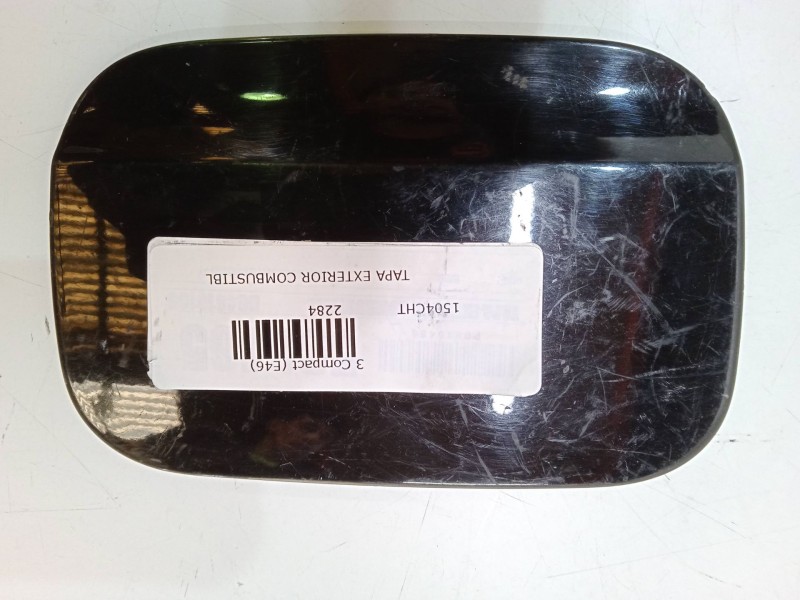 3 Compact (E46)
2284
1504CHT
TAPA EXTERIOR COMBUSTIBL